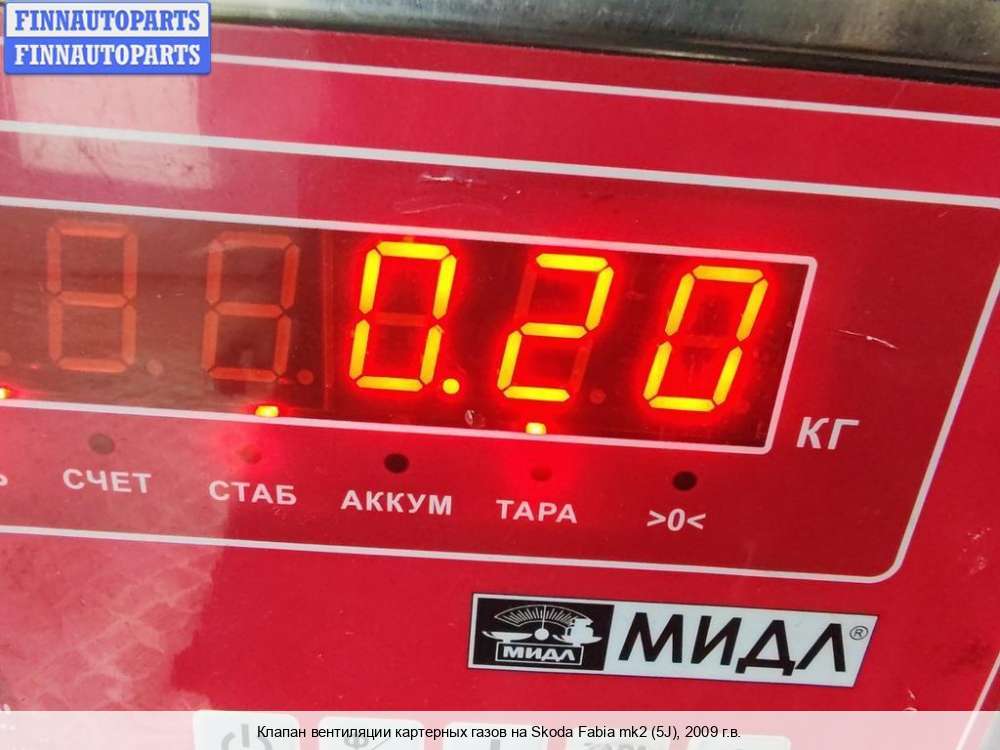 FINNAUTOPARTS
FINNAUTOPARTS
0.20
КГ
СЧЕТ
СТАБ
АККУМ
ТАРА
>0<
МИДЛ
МИДЛ®
Клапан вентиляции картерных газов на Skoda Fabia mk2 (5J), 2009 г.в.